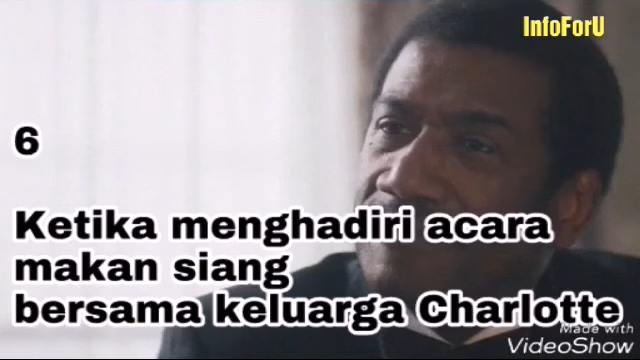 InfoForU
6
Ketika menghadiri acara
makan siang
bersama keluarga Charlotte
Made with
VideoShow